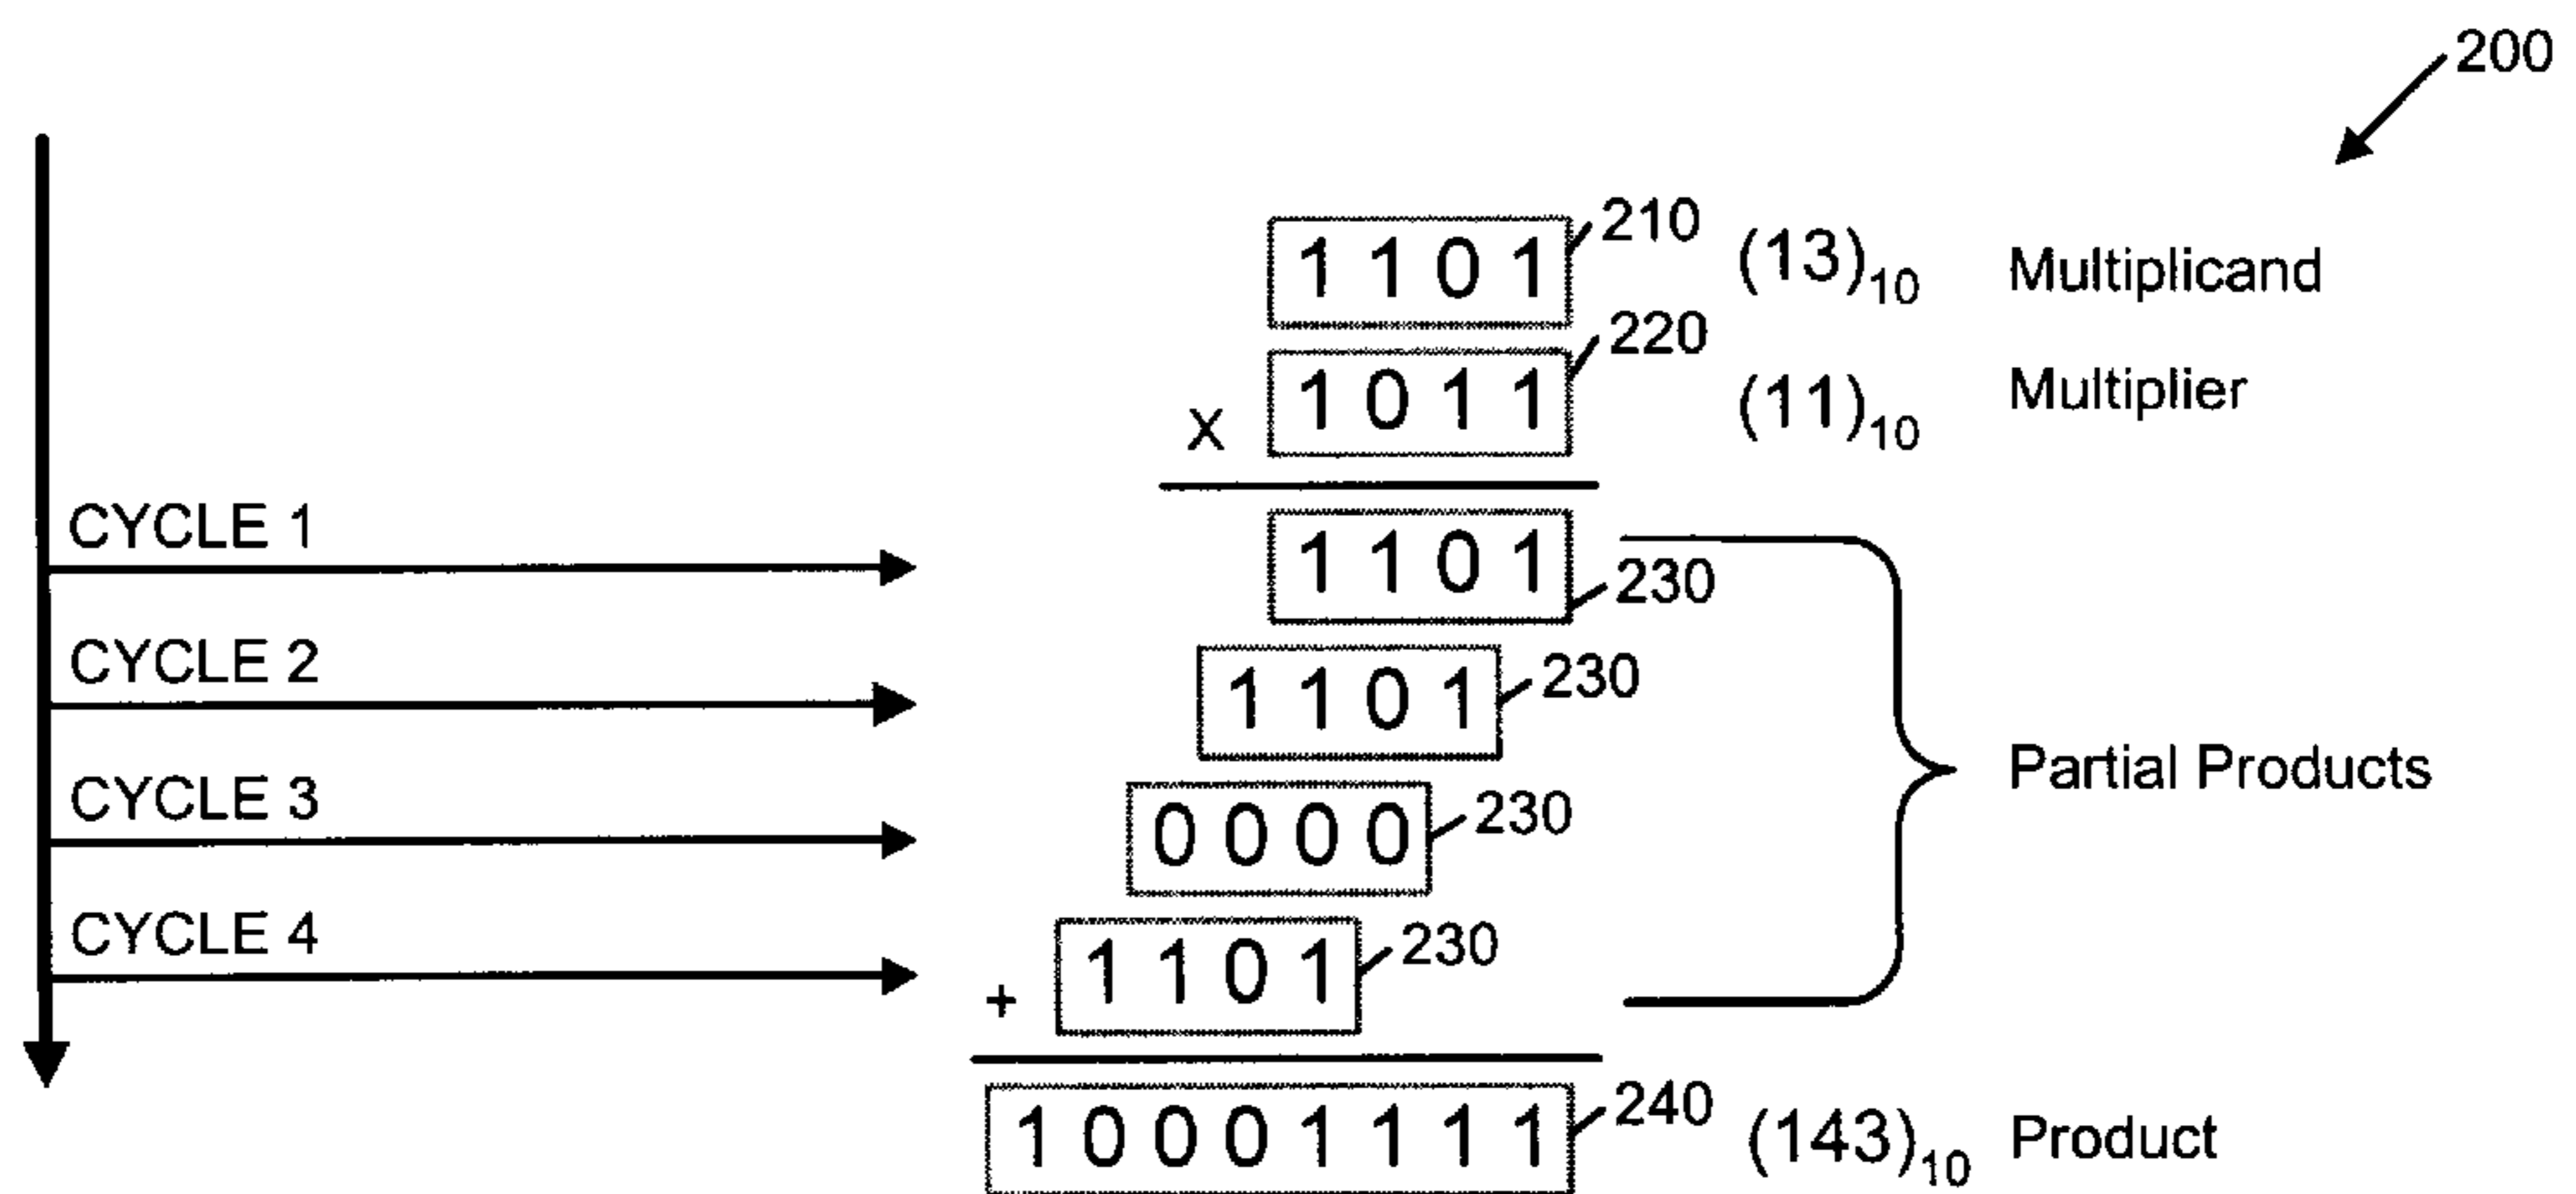 200
1 1 0 1 210 (13)10 Multiplicand
X 1 0 1 1 220 (11)10 Multiplier
CYCLE 1 1 1 0 1 230
CYCLE 2 1 1 0 1 230
CYCLE 3 0 0 0 0 230
Partial Products
CYCLE 4 + 1 1 0 1 230
1 0 0 0 1 1 1 1 240 (143)10 Product